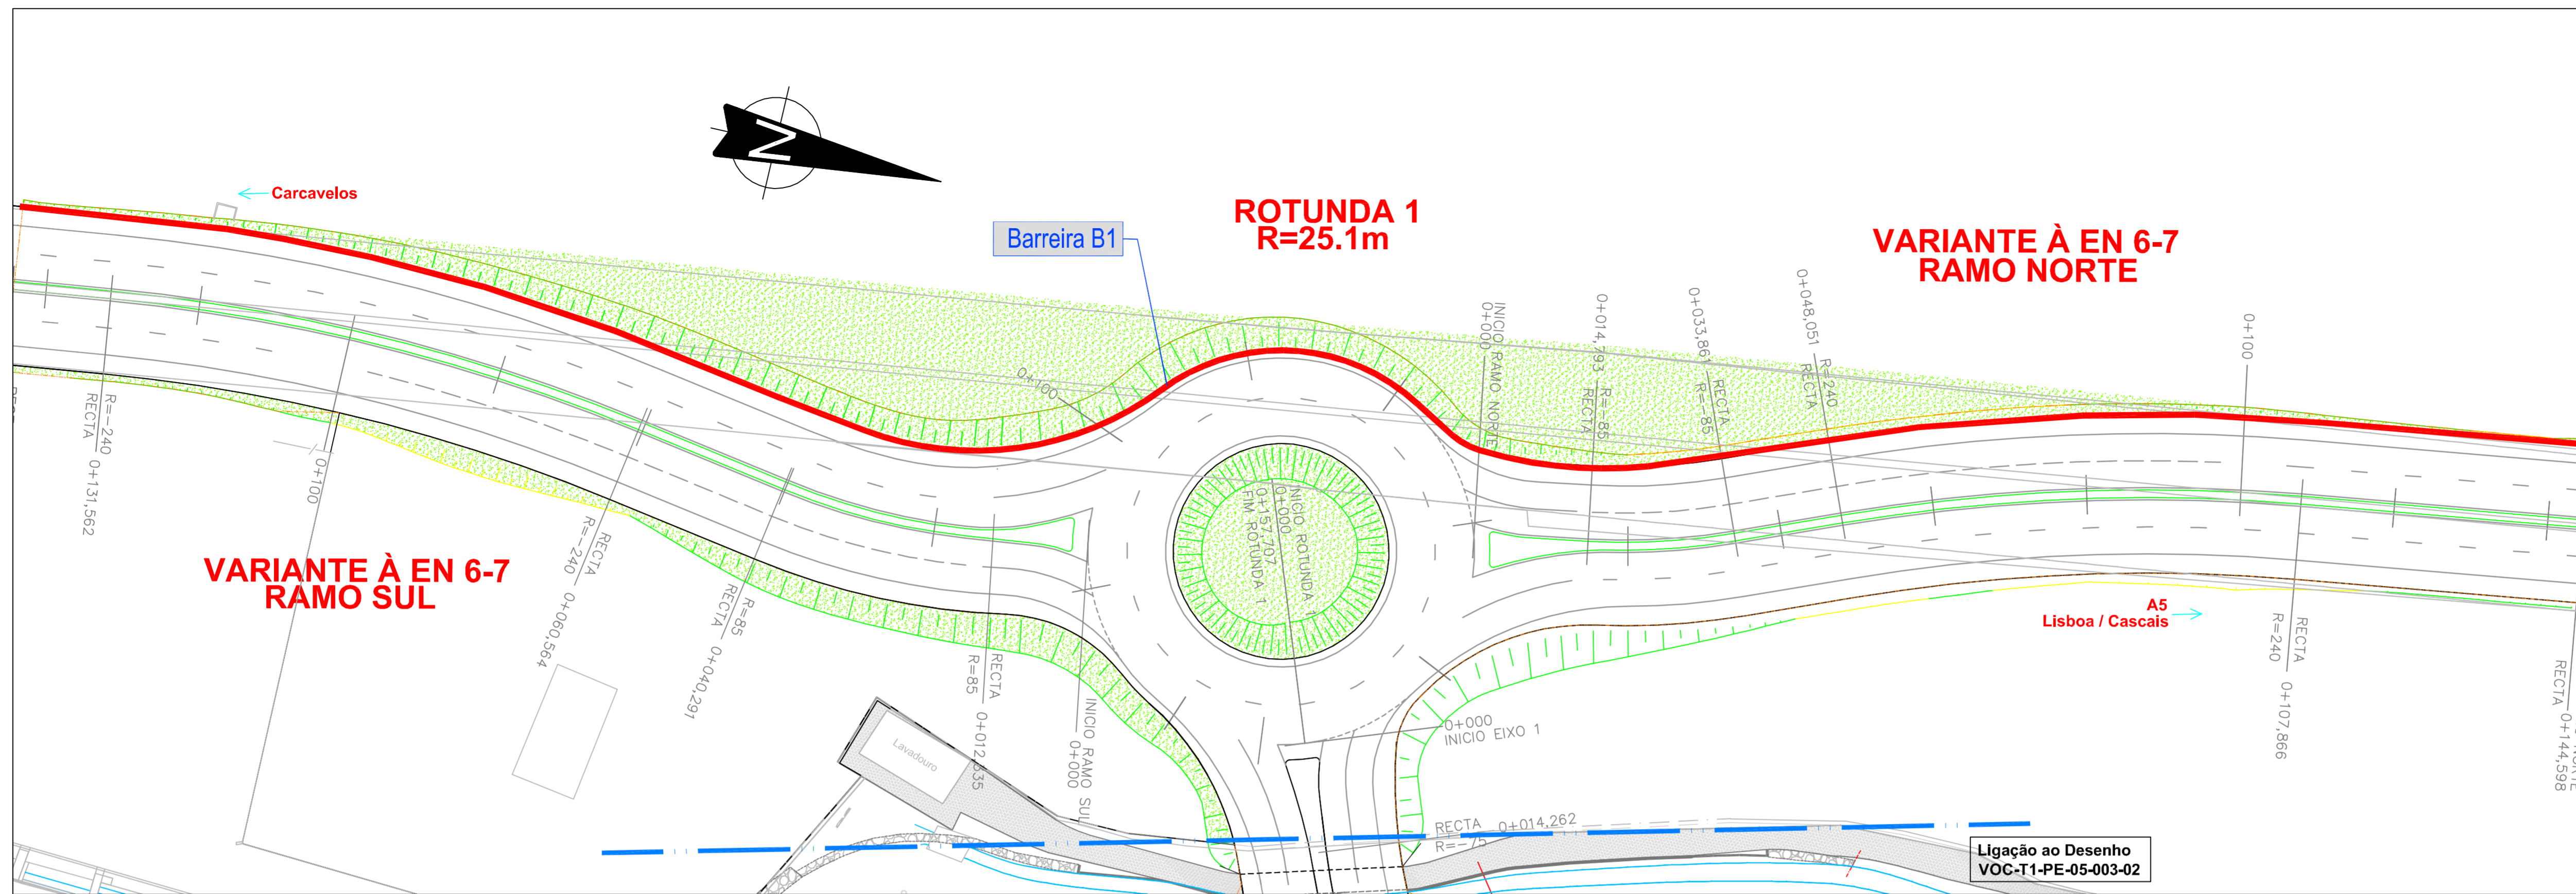 N
Carcavelos
Barreira B1
ROTUNDA 1
R=25.1m
VARIANTE À EN 6-7
RAMO NORTE
VARIANTE À EN 6-7
RAMO SUL
R=-240
RECTA 0+131,562
0+100
RECTA
R=-240 0+060,564
R=85
RECTA 0+040,291
RECTA
R=85 0+012,635
INICIO RAMO SUL
0+000
0+100
INICIO ROTUNDA 1
0+000
0+157,707
FIM ROTUNDA 1
INICIO RAMO NORTE
0+000
0+014,793 R=-85
RECTA
0+033,861 RECTA
R=-85
0+048,051 R=240
RECTA
0+100
A5
Lisboa / Cascais
RECTA
R=240 0+107,866
RECTA 0+144,598
0+000
INICIO EIXO 1
RECTA 0+014,262
R=-75
Lavadouro
Ligação ao Desenho
VOC-T1-PE-05-003-02